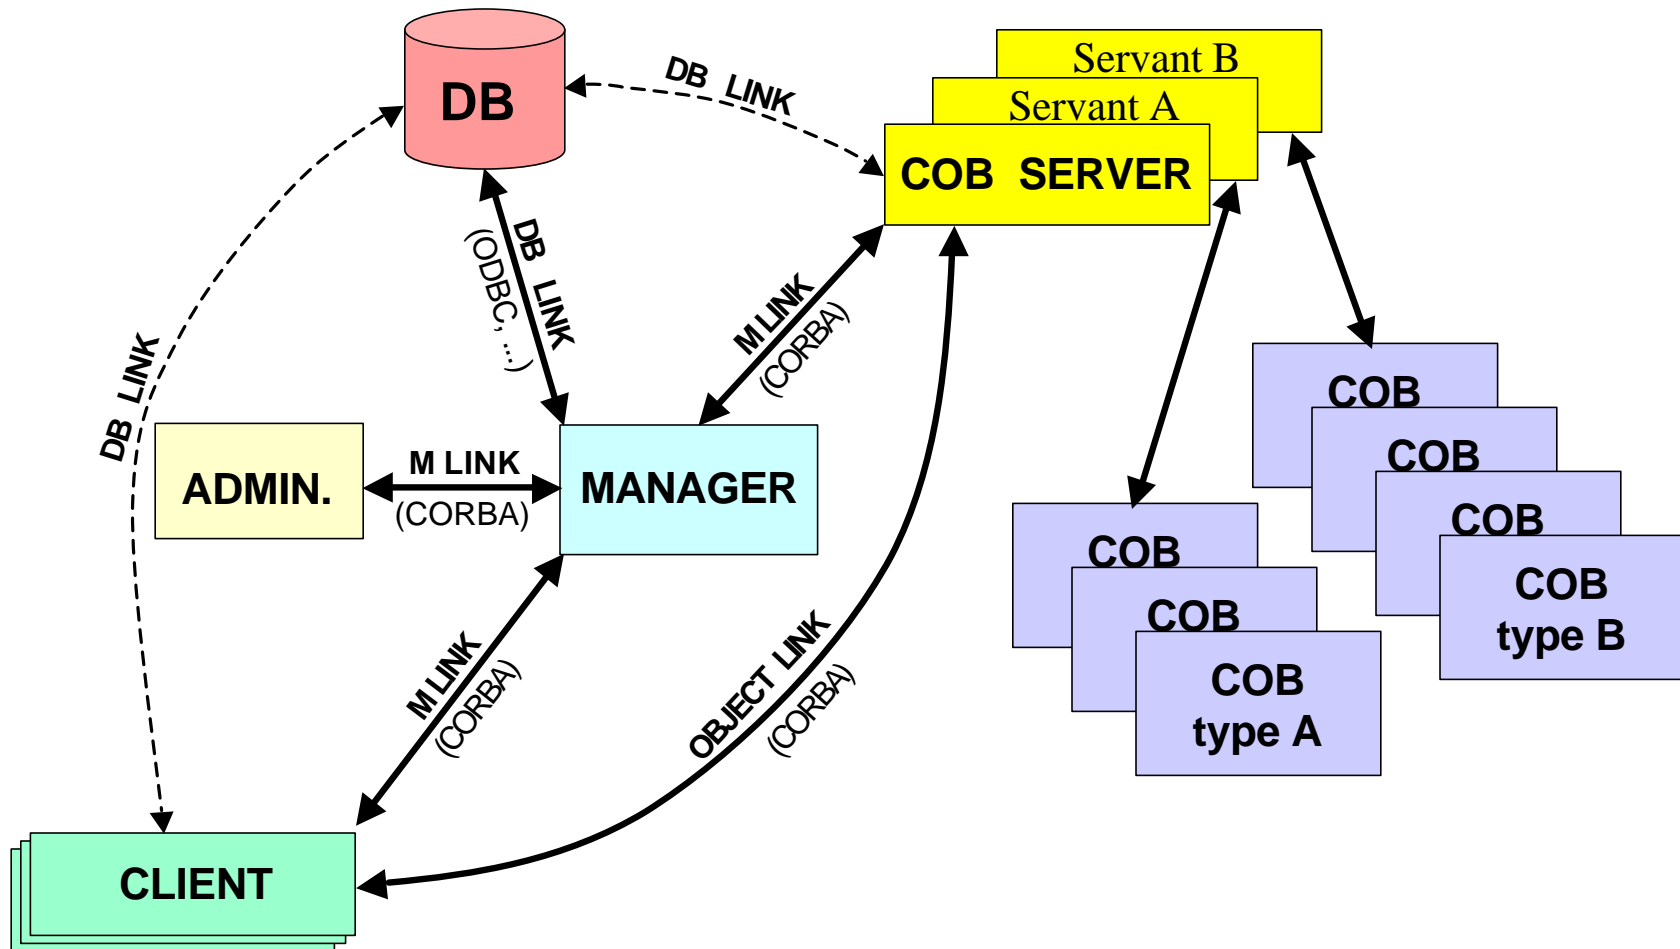 Servant B
DB
DB LINK
Servant A
COB SERVER
DB LINK
(ODBC, ...)
M LINK
(CORBA)
DB LINK
COB
COB
COB
COB
type B
ADMIN.
M LINK
(CORBA)
MANAGER
COB
COB
COB
type A
M LINK
(CORBA)
OBJECT LINK
(CORBA)
CLIENT